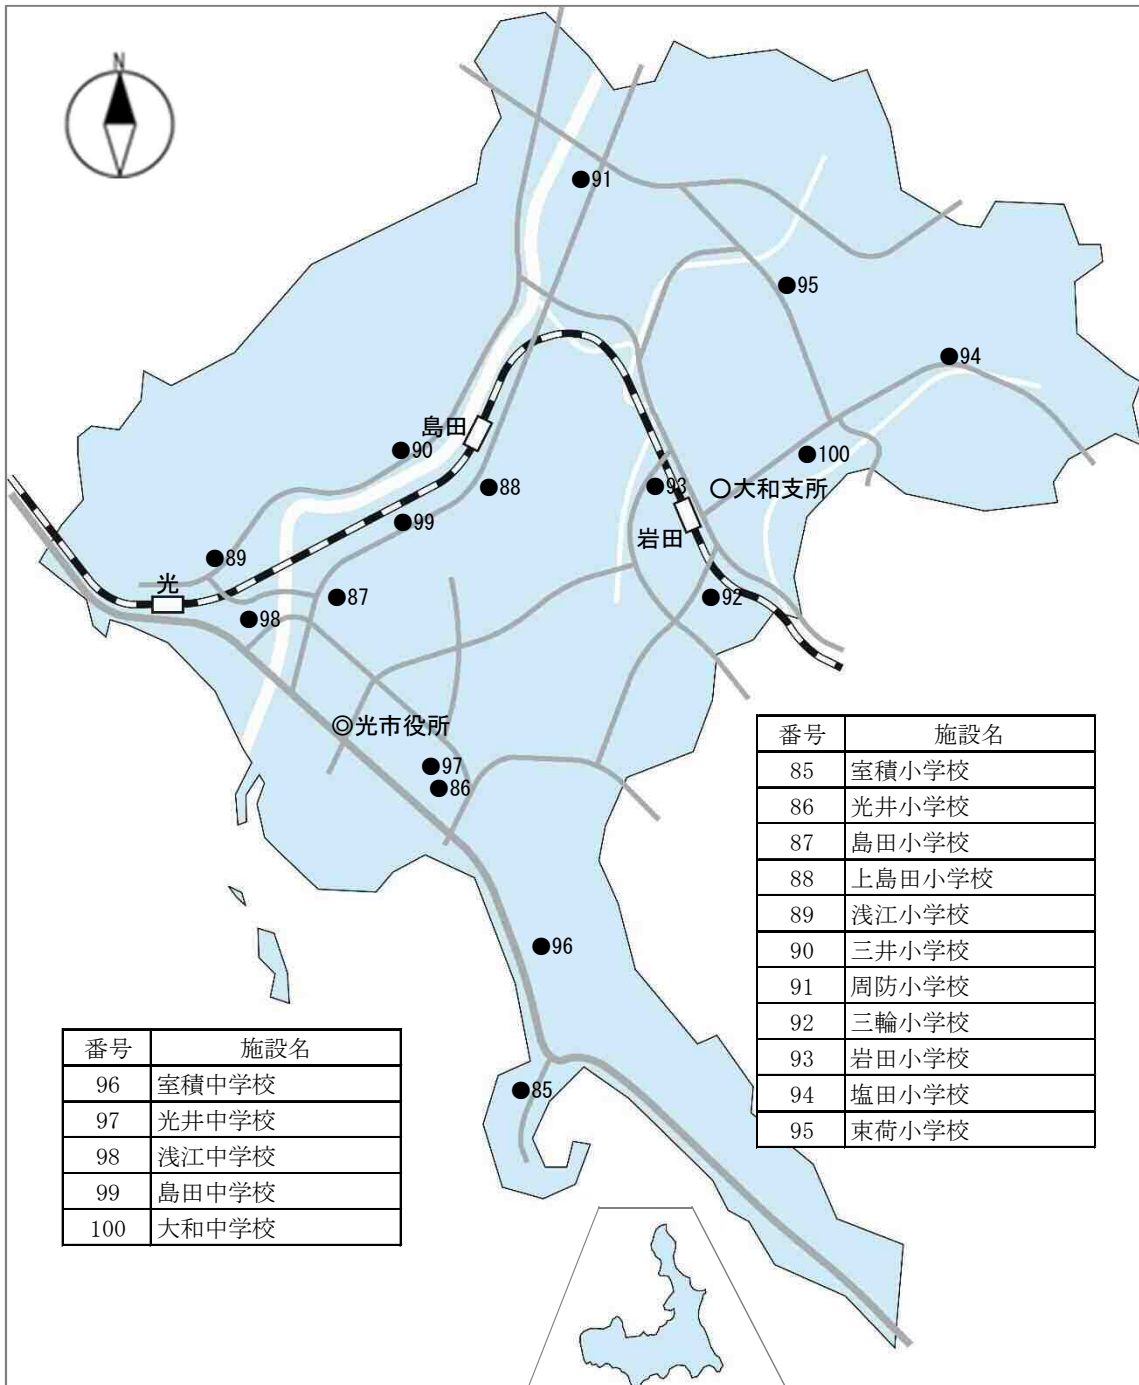 N
●91
●95
●94
島田
●90
●100
●88
●93
○大和支所
●99
岩田
●89
光
●87
●92
●98
◎光市役所
●97
●86
●96
●85
番号 施設名
85 室積小学校
86 光井小学校
87 島田小学校
88 上島田小学校
89 浅江小学校
90 三井小学校
91 周防小学校
92 三輪小学校
93 岩田小学校
94 塩田小学校
95 束荷小学校
番号 施設名
96 室積中学校
97 光井中学校
98 浅江中学校
99 島田中学校
100 大和中学校